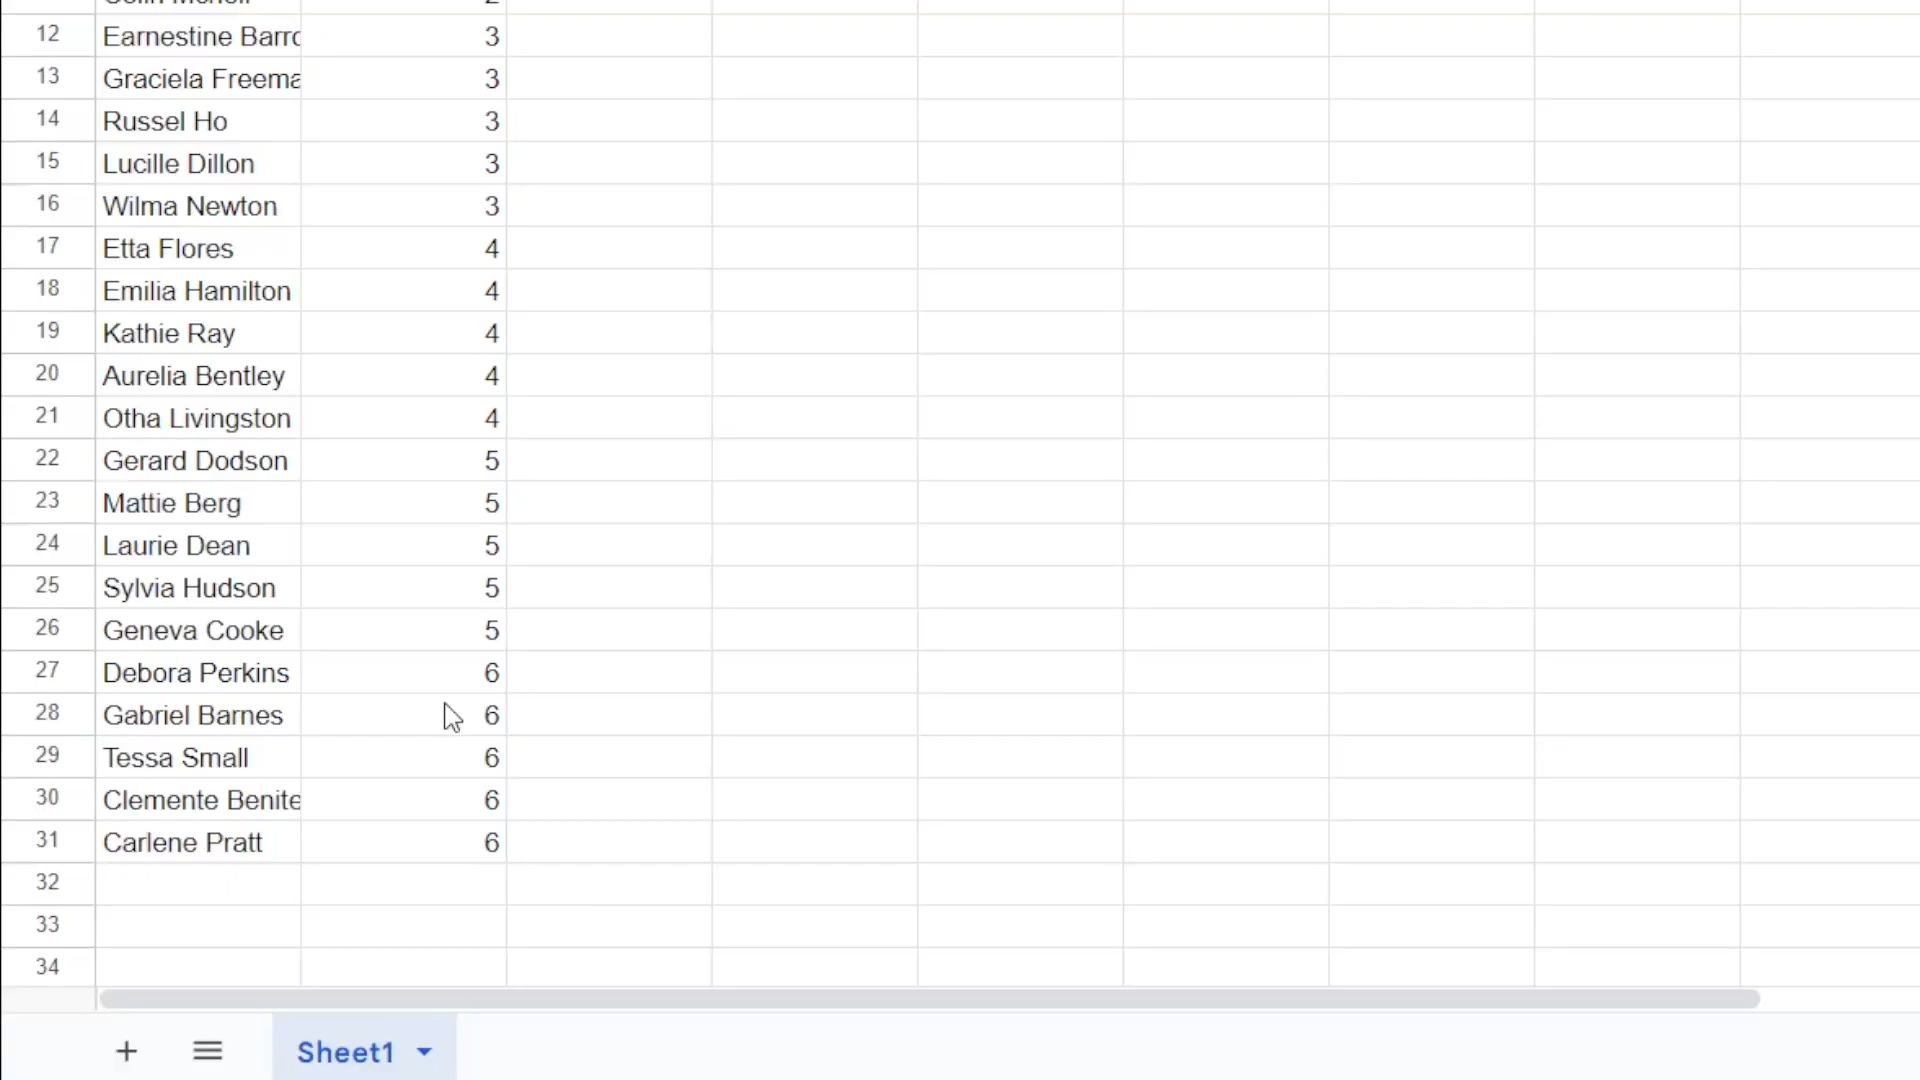 12 Earnestine Barro 3
13 Graciela Freema 3
14 Russel Ho 3
15 Lucille Dillon 3
16 Wilma Newton 3
17 Etta Flores 4
18 Emilia Hamilton 4
19 Kathie Ray 4
20 Aurelia Bentley 4
21 Otha Livingston 4
22 Gerard Dodson 5
23 Mattie Berg 5
24 Laurie Dean 5
25 Sylvia Hudson 5
26 Geneva Cooke 5
27 Debora Perkins 6
28 Gabriel Barnes 6
29 Tessa Small 6
30 Clemente Benite 6
31 Carlene Pratt 6
32
33
34
Sheet1